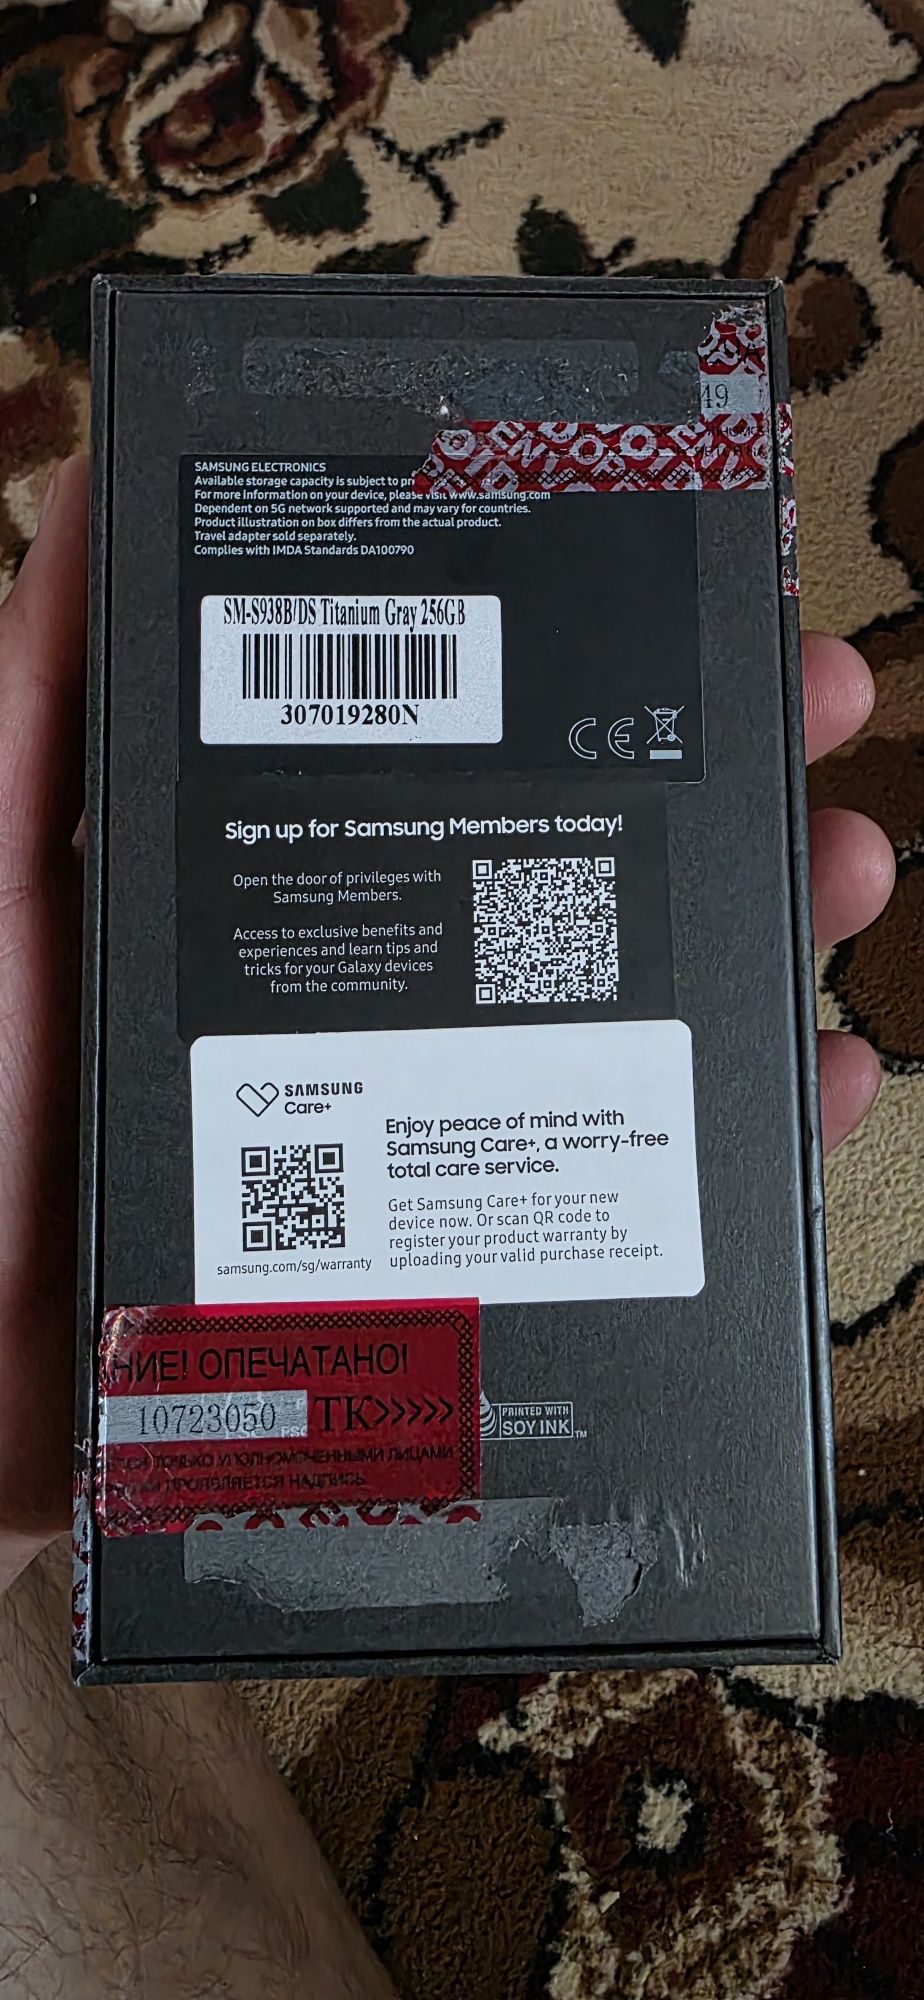 49
SAMSUNG ELECTRONICS
Available storage capacity is subject to
For more information on your device, please visit www.samsung.com
Dependent on 5G network supported and may vary for countries.
Product illustration on box differs from the actual product.
Travel adapter sold separately.
Complies with IMDA Standards DA100790
SM-S938B/DS Titanium Gray 256GB
307019280N
CE
Sign up for Samsung Members today!
Open the door of privileges with
Samsung Members.
Access to exclusive benefits and
experiences and learn tips and
tricks for your Galaxy devices
from the community.
SAMSUNG
Care+
Enjoy peace of mind with
Samsung Care+, a worry-free
total care service.
Get Samsung Care+ for your new
device now. Or scan QR code to
register your product warranty by
uploading your valid purchase receipt.
samsung.com/sg/warranty
НИЕ! ОПЕЧАТАНО!
10723050 ТК>>>>>
ТОЛЬКО УПОЛНОМОЧЕННЫМИ ЛИЦАМИ
ПРОЯВЛЯЕТСЯ НАДПИСЬ
PRINTED WITH
SOY INK TM